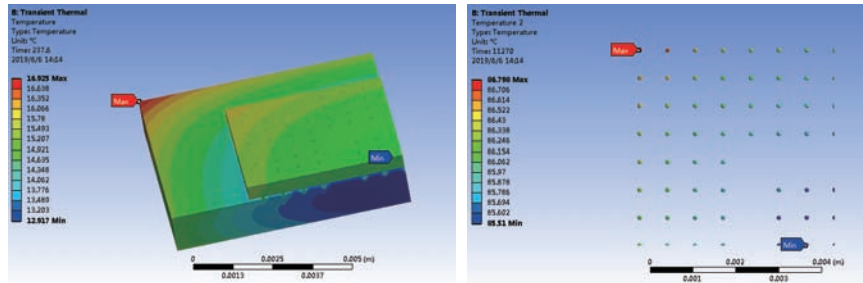 B: Transient Thermal
Temperature
Type: Temperature
Unit: °C
Time: 237.6
2019/6/6 14:14
16.925 Max
16.638
16.352
16.066
15.78
15.493
15.207
14.921
14.635
14.348
14.062
13.776
13.489
13.203
12.917 Min
Max
Min
0
0.0025
0.005 (m)
0.0013
0.0037
B: Transient Thermal
Temperature 2
Type: Temperature
Unit: °C
Time: 11270
2019/6/6 14:14
86.798 Max
86.706
86.614
86.522
86.43
86.338
86.246
86.154
86.062
85.97
85.878
85.786
85.694
85.602
85.51 Min
Max
Min
0
0.002
0.004 (m)
0.001
0.003